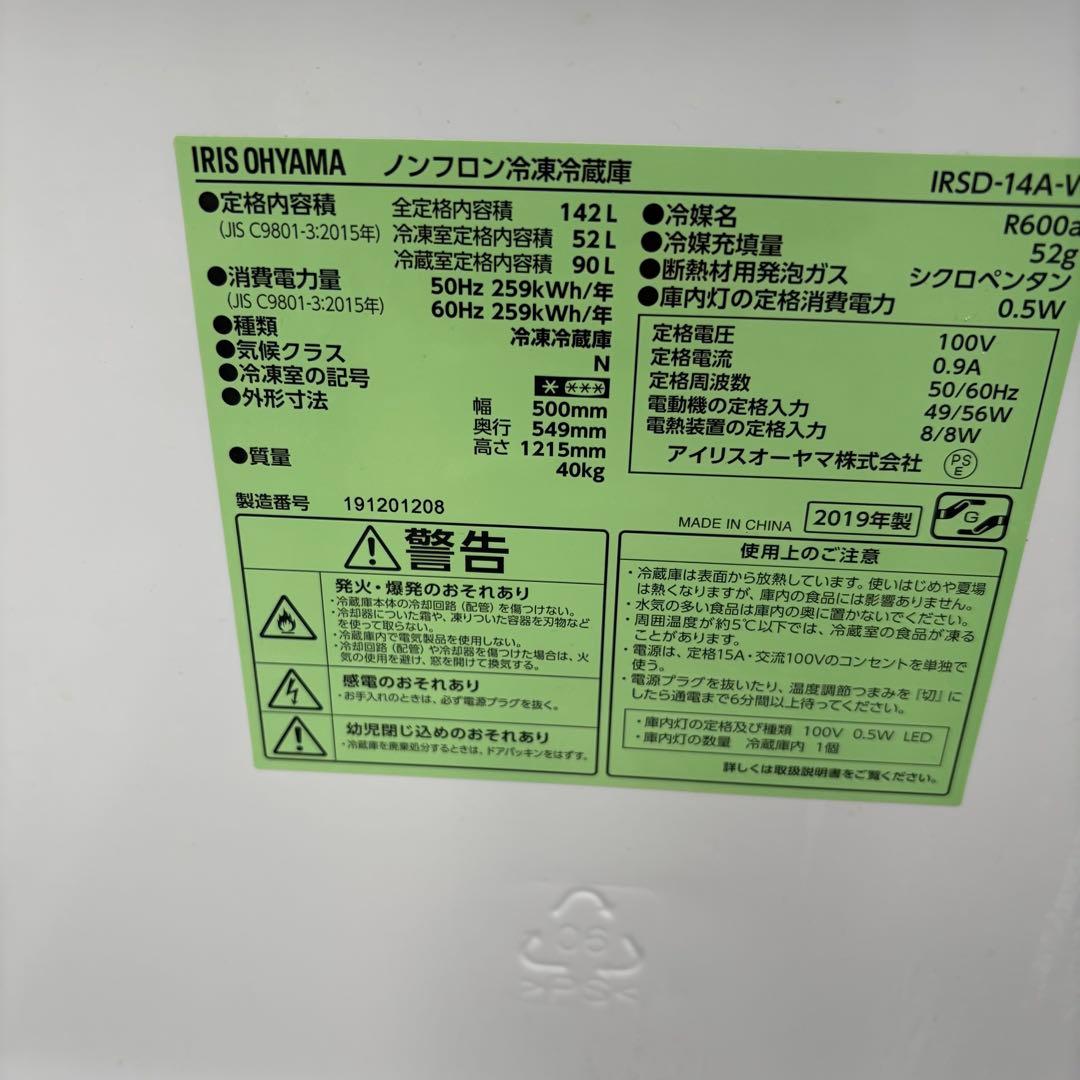 IRIS OHYAMA ノンフロン冷凍冷蔵庫 IRSD-14A-W
●定格内容積
(JIS C9801-3:2015年)
全定格内容積 142L
冷凍室定格内容積 52L
冷蔵室定格内容積 90L
●消費電力量
(JIS C9801-3:2015年)
50Hz 259kWh/年
60Hz 259kWh/年
●種類 冷凍冷蔵庫
●気候クラス N
●冷凍室の記号
●外形寸法
幅 500mm
奥行 549mm
高さ 1215mm
●質量 40kg
製造番号 191201208
●冷媒名 R600a
●冷媒充填量 52g
●断熱材用発泡ガス シクロペンタン
●庫内灯の定格消費電力 0.5W
定格電圧 100V
定格電流 0.9A
定格周波数 50/60Hz
電動機の定格入力 49/56W
電熱装置の定格入力 8/8W
アイリスオーヤマ株式会社 PSE
MADE IN CHINA 2019年製 G
警告
発火・爆発のおそれあり
・冷蔵庫本体の冷却回路(配管)を傷つけない。
・冷却器についた霜や、凍りついた容器を刃物など
を使って取らない。
・冷蔵庫内で電気製品を使用しない。
・冷却回路(配管)や冷却器を傷つけた場合は、火
気の使用を避け、窓を開けて換気する。
感電のおそれあり
・お手入れのときは、必ず電源プラグを抜く。
幼児閉じ込めのおそれあり
・冷蔵庫を廃棄処分するときは、ドアパッキンをはずす。
使用上のご注意
・冷蔵庫は表面から放熱しています。使いはじめや夏場
は熱くなりますが、庫内の食品には影響ありません。
・水気の多い食品は庫内の奥に置かないでください。
・周囲温度が約5℃以下では、冷蔵室の食品が凍る
ことがあります。
・電源は、定格15A・交流100Vのコンセントを単独で
使う。
・電源プラグを抜いたり、温度調節つまみを『切』に
したら通電まで6分間以上待ってください。
・庫内灯の定格及び種類 100V 0.5W LED
・庫内灯の数量 冷蔵庫内 1個
詳しくは取扱説明書をご覧ください。
06
>PS<